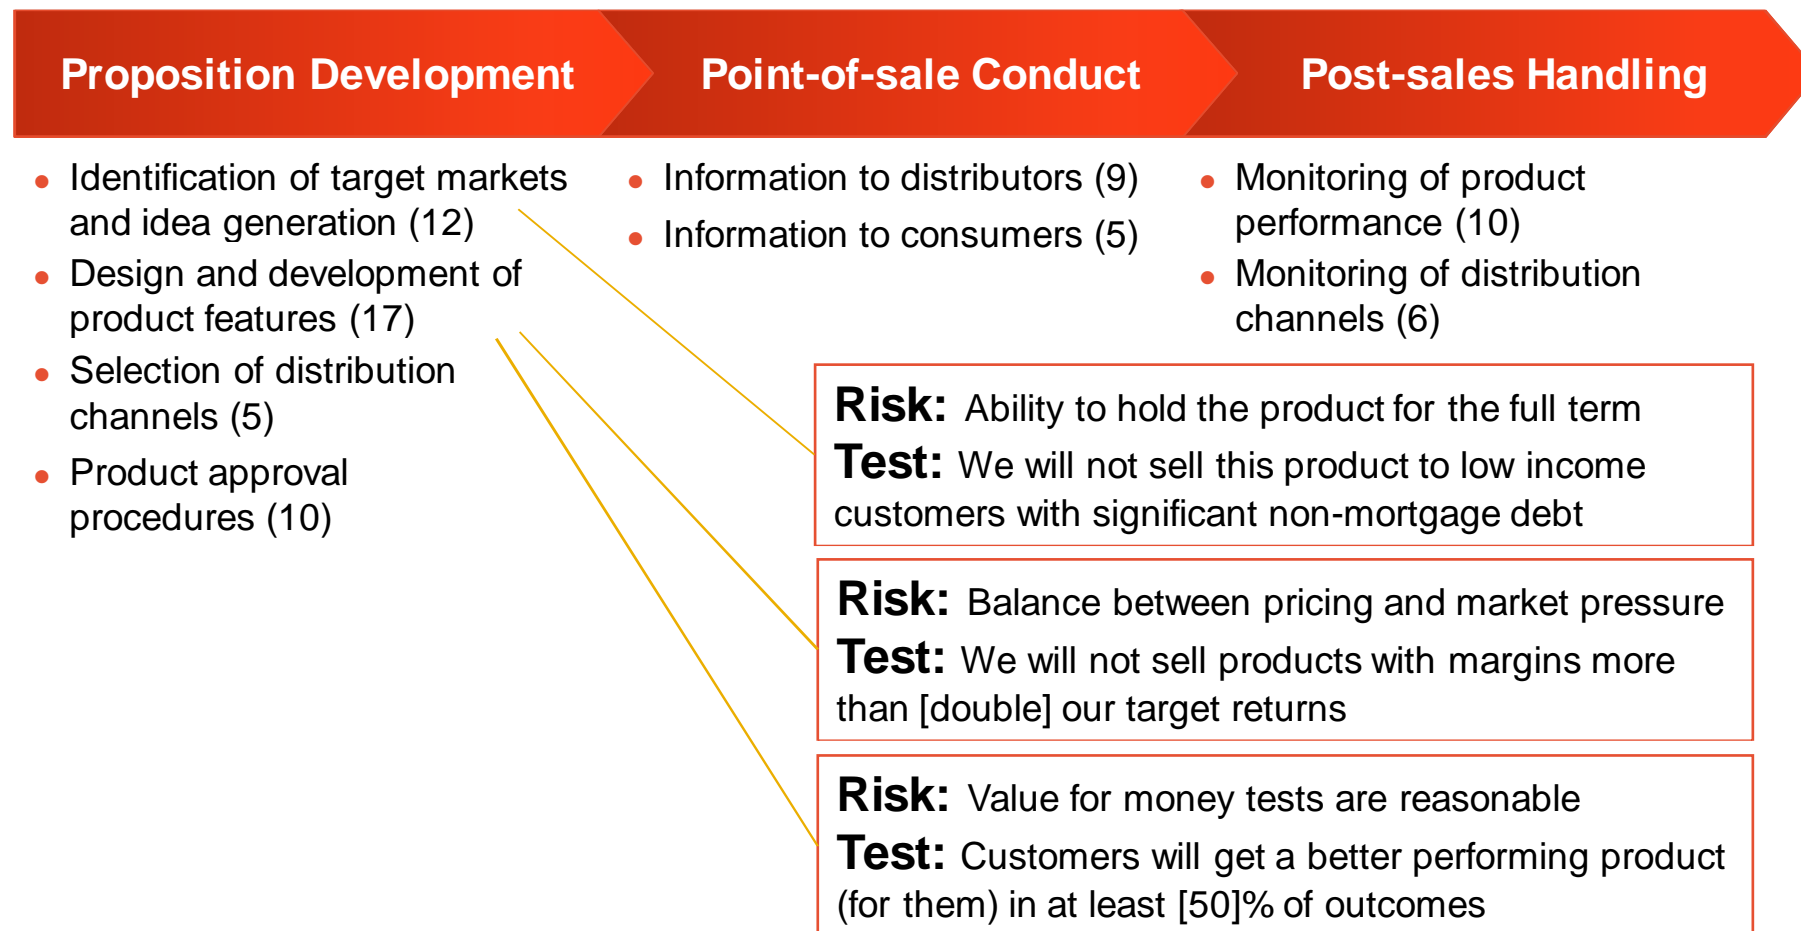 Proposition Development
Point-of-sale Conduct
Post-sales Handling
• Identification of target markets
and idea generation (12)
• Design and development of
product features (17)
• Selection of distribution
channels (5)
• Product approval
procedures (10)
• Information to distributors (9)
• Information to consumers (5)
• Monitoring of product
performance (10)
• Monitoring of distribution
channels (6)
Risk: Ability to hold the product for the full term
Test: We will not sell this product to low income
customers with significant non-mortgage debt
Risk: Balance between pricing and market pressure
Test: We will not sell products with margins more
than [double] our target returns
Risk: Value for money tests are reasonable
Test: Customers will get a better performing product
(for them) in at least [50]% of outcomes